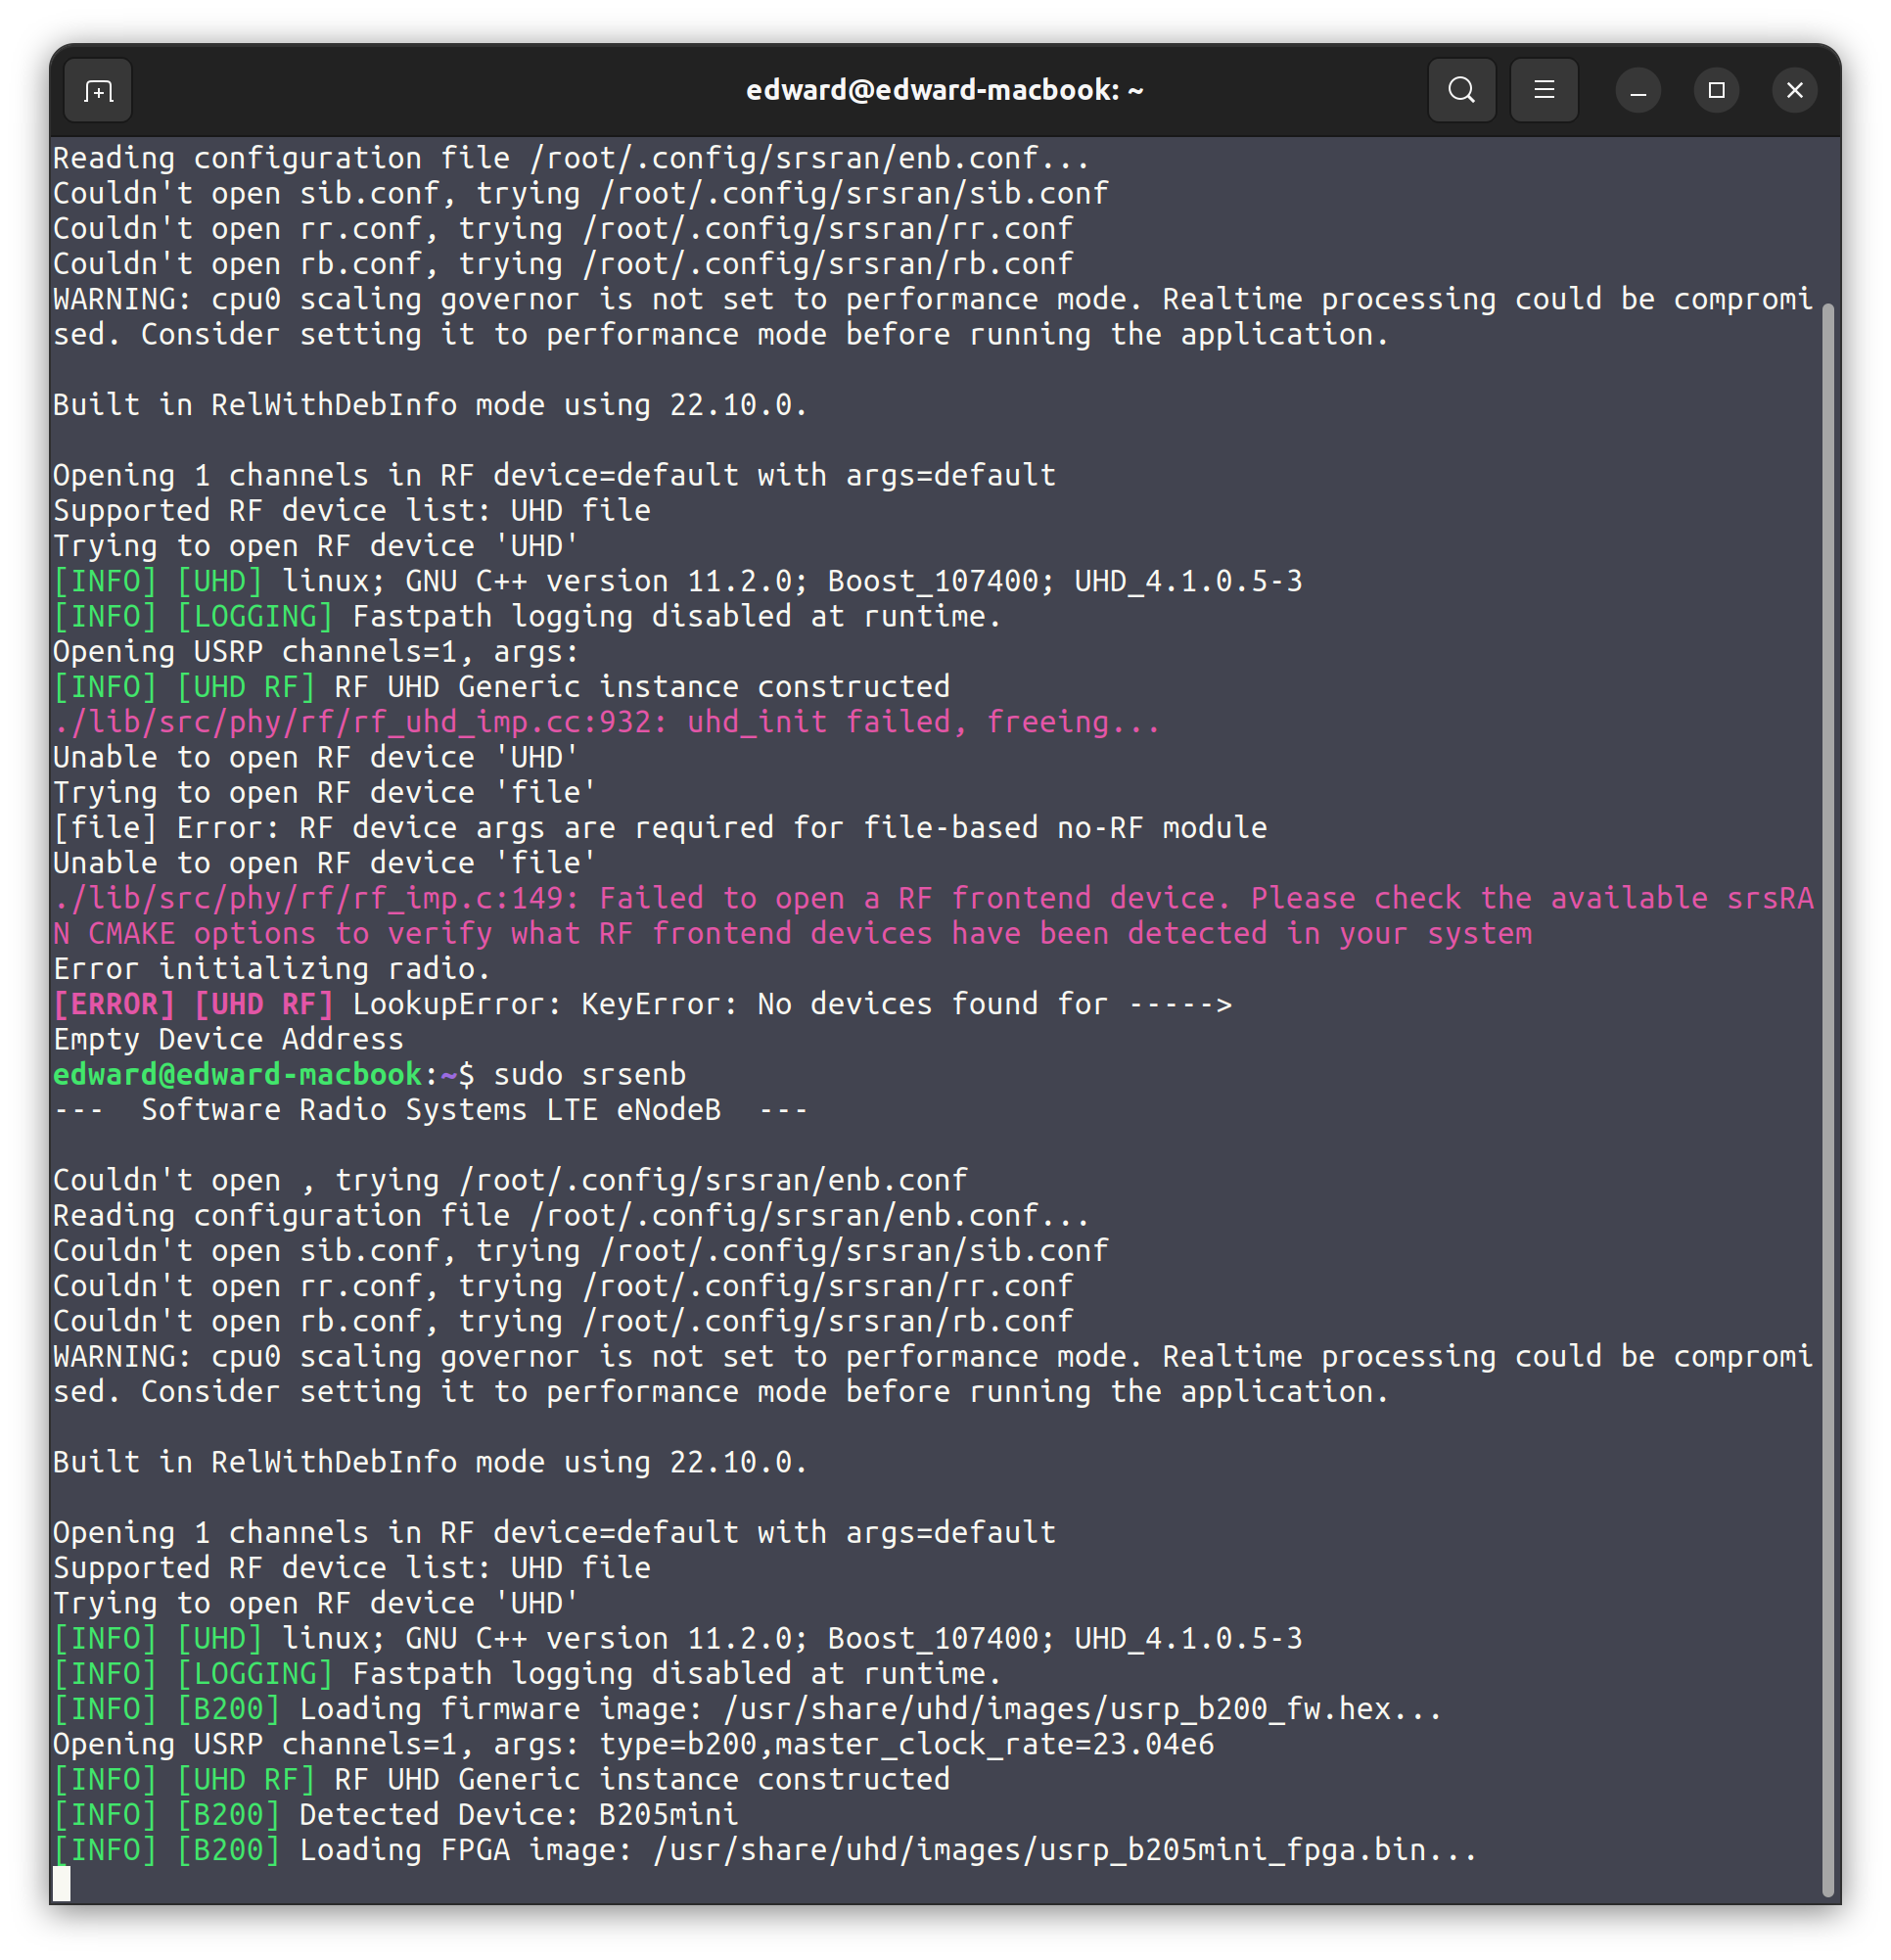 edward@edward-macbook: ~
Reading configuration file /root/.config/srsran/enb.conf...
Couldn't open sib.conf, trying /root/.config/srsran/sib.conf
Couldn't open rr.conf, trying /root/.config/srsran/rr.conf
Couldn't open rb.conf, trying /root/.config/srsran/rb.conf
WARNING: cpu0 scaling governor is not set to performance mode. Realtime processing could be compromi
sed. Consider setting it to performance mode before running the application.
Built in RelWithDebInfo mode using 22.10.0.
Opening 1 channels in RF device=default with args=default
Supported RF device list: UHD file
Trying to open RF device 'UHD'
[INFO] [UHD] linux; GNU C++ version 11.2.0; Boost_107400; UHD_4.1.0.5-3
[INFO] [LOGGING] Fastpath logging disabled at runtime.
Opening USRP channels=1, args:
[INFO] [UHD RF] RF UHD Generic instance constructed
./lib/src/phy/rf/rf_uhd_imp.cc:932: uhd_init failed, freeing...
Unable to open RF device 'UHD'
Trying to open RF device 'file'
[file] Error: RF device args are required for file-based no-RF module
Unable to open RF device 'file'
./lib/src/phy/rf/rf_imp.c:149: Failed to open a RF frontend device. Please check the available srsRA
N CMAKE options to verify what RF frontend devices have been detected in your system
Error initializing radio.
[ERROR] [UHD RF] LookupError: KeyError: No devices found for ----->
Empty Device Address
edward@edward-macbook:~$ sudo srsenb
---  Software Radio Systems LTE eNodeB  ---
Couldn't open , trying /root/.config/srsran/enb.conf
Reading configuration file /root/.config/srsran/enb.conf...
Couldn't open sib.conf, trying /root/.config/srsran/sib.conf
Couldn't open rr.conf, trying /root/.config/srsran/rr.conf
Couldn't open rb.conf, trying /root/.config/srsran/rb.conf
WARNING: cpu0 scaling governor is not set to performance mode. Realtime processing could be compromi
sed. Consider setting it to performance mode before running the application.
Built in RelWithDebInfo mode using 22.10.0.
Opening 1 channels in RF device=default with args=default
Supported RF device list: UHD file
Trying to open RF device 'UHD'
[INFO] [UHD] linux; GNU C++ version 11.2.0; Boost_107400; UHD_4.1.0.5-3
[INFO] [LOGGING] Fastpath logging disabled at runtime.
[INFO] [B200] Loading firmware image: /usr/share/uhd/images/usrp_b200_fw.hex...
Opening USRP channels=1, args: type=b200,master_clock_rate=23.04e6
[INFO] [UHD RF] RF UHD Generic instance constructed
[INFO] [B200] Detected Device: B205mini
[INFO] [B200] Loading FPGA image: /usr/share/uhd/images/usrp_b205mini_fpga.bin...